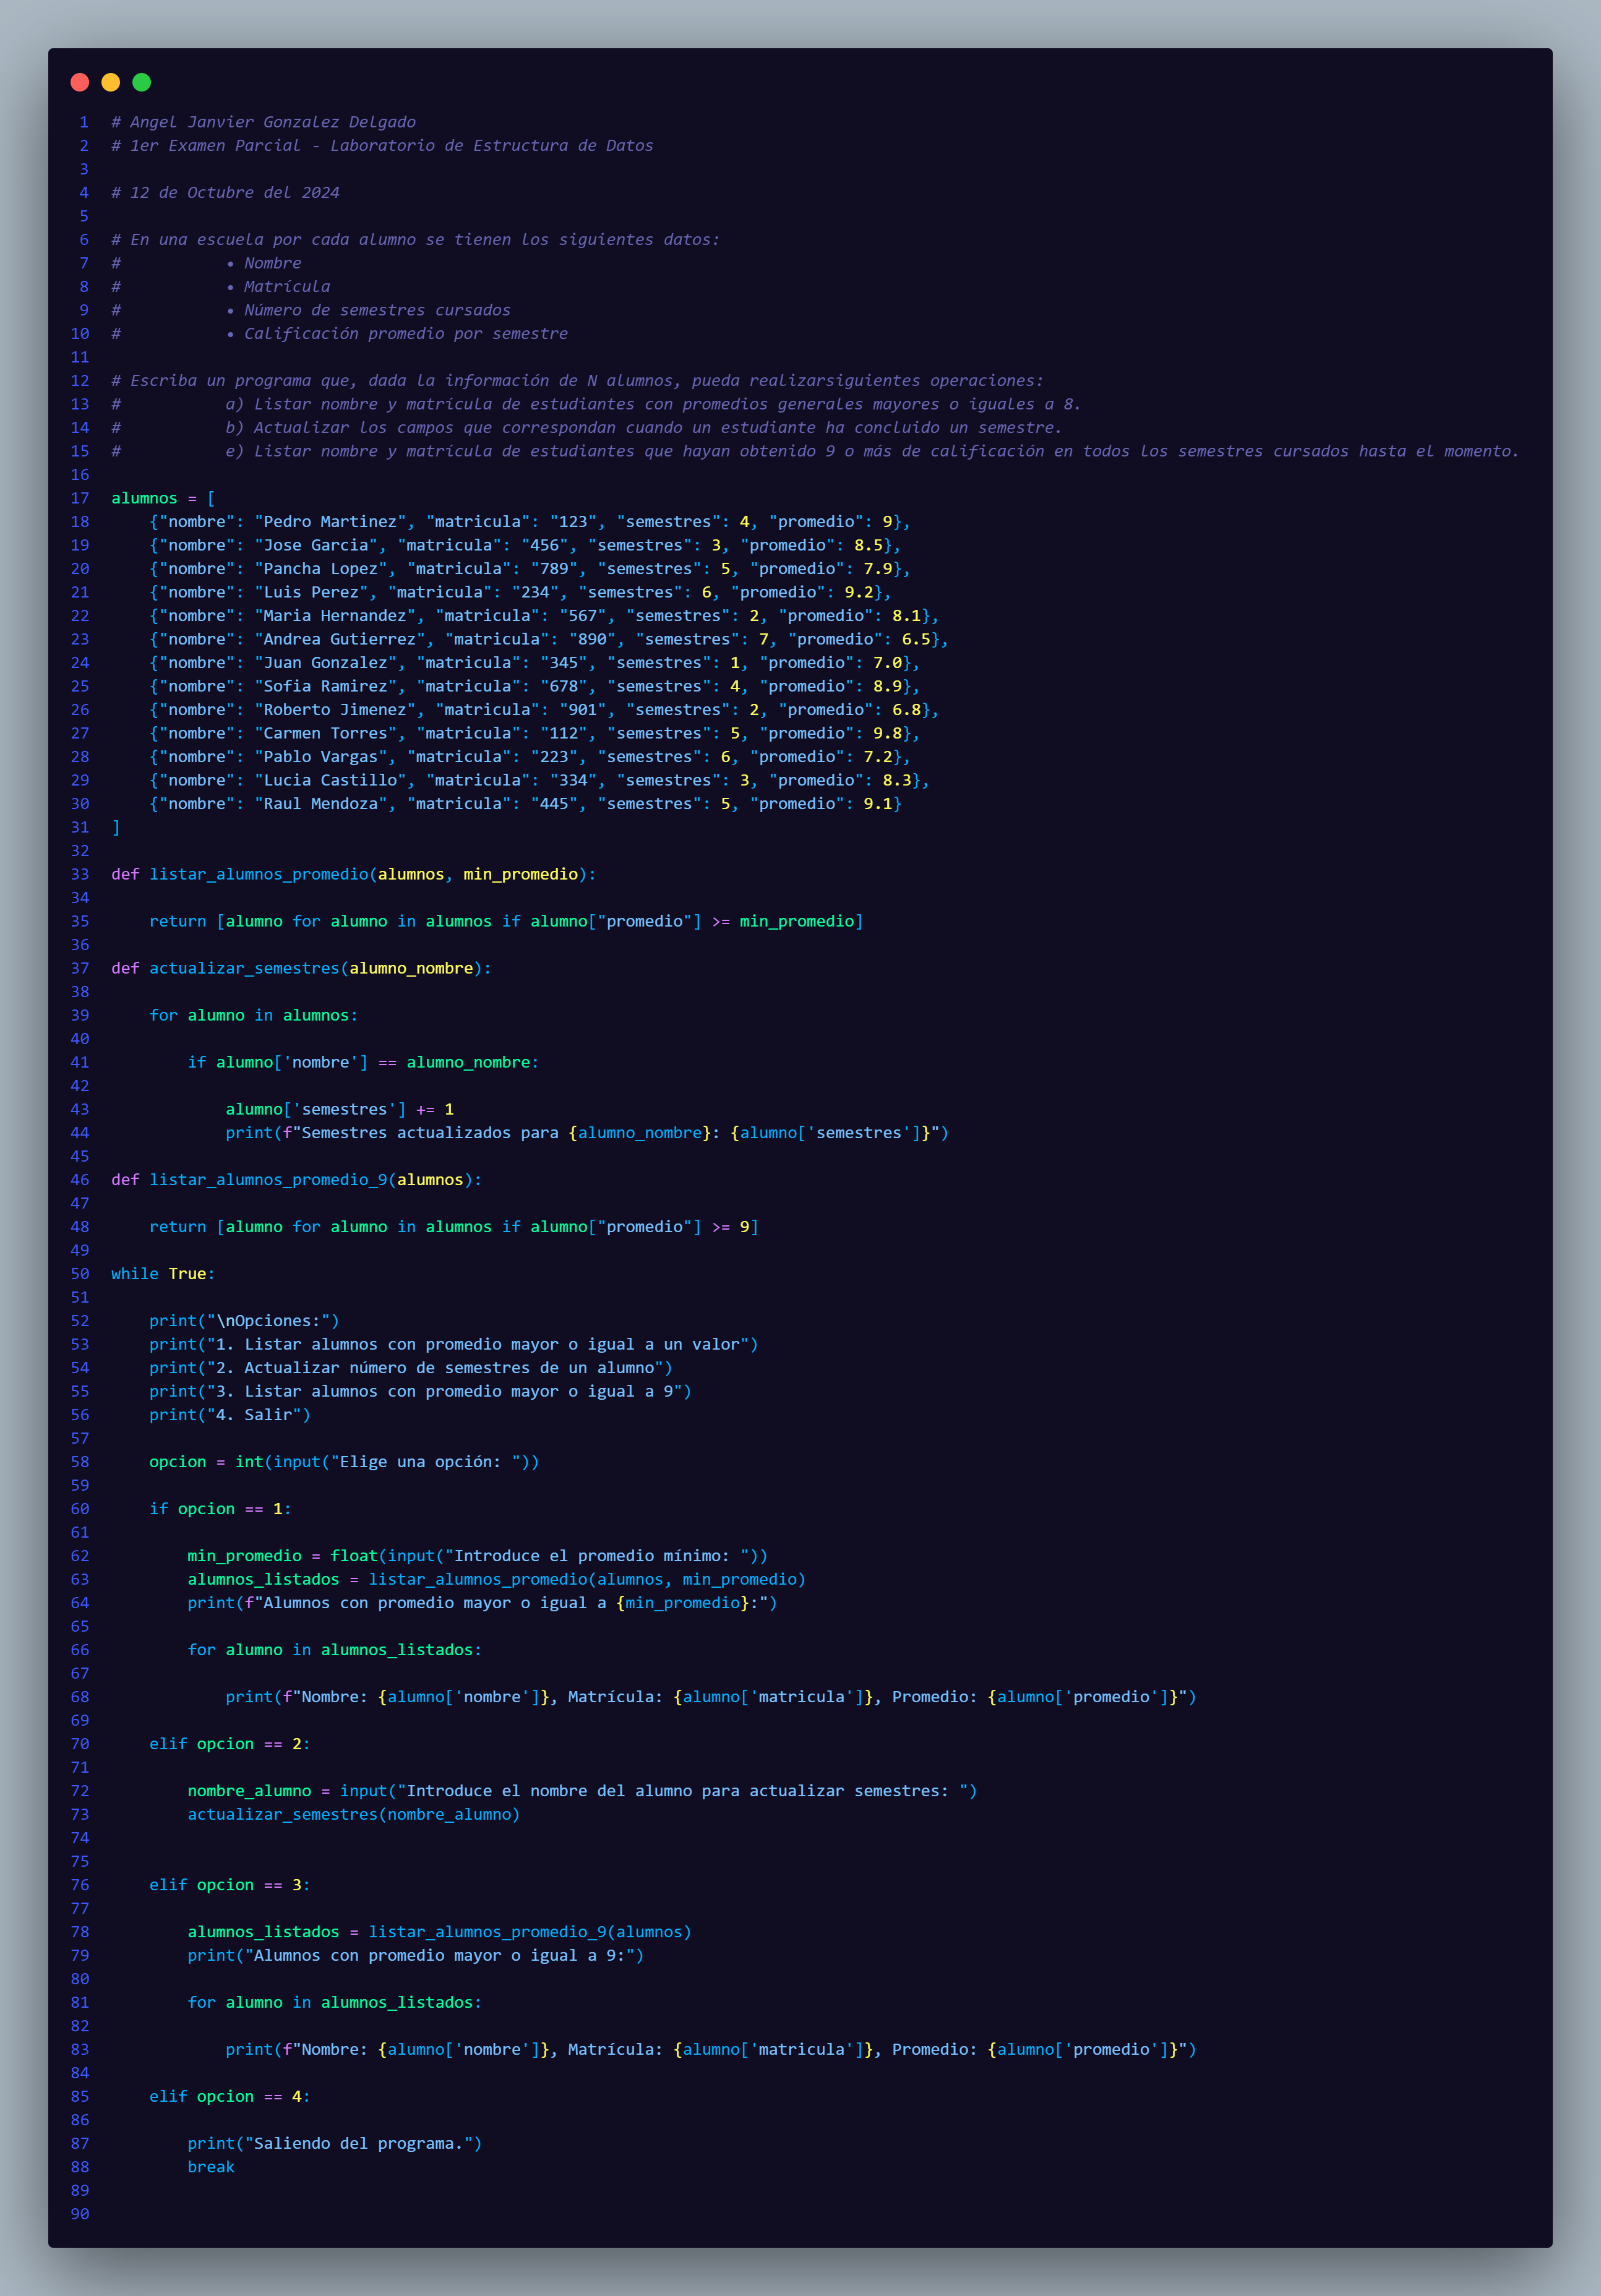 1 # Angel Janvier Gonzalez Delgado
2 # 1er Examen Parcial - Laboratorio de Estructura de Datos
3
4 # 12 de Octubre del 2024
5
6 # En una escuela por cada alumno se tienen los siguientes datos:
7 #           • Nombre
8 #           • Matrícula
9 #           • Número de semestres cursados
10 #           • Calificación promedio por semestre
11
12 # Escriba un programa que, dada la información de N alumnos, pueda realizarsiguientes operaciones:
13 #           a) Listar nombre y matrícula de estudiantes con promedios generales mayores o iguales a 8.
14 #           b) Actualizar los campos que correspondan cuando un estudiante ha concluido un semestre.
15 #           e) Listar nombre y matrícula de estudiantes que hayan obtenido 9 o más de calificación en todos los semestres cursados hasta el momento.
16
17 alumnos = [
18     {"nombre": "Pedro Martinez", "matricula": "123", "semestres": 4, "promedio": 9},
19     {"nombre": "Jose Garcia", "matricula": "456", "semestres": 3, "promedio": 8.5},
20     {"nombre": "Pancha Lopez", "matricula": "789", "semestres": 5, "promedio": 7.9},
21     {"nombre": "Luis Perez", "matricula": "234", "semestres": 6, "promedio": 9.2},
22     {"nombre": "Maria Hernandez", "matricula": "567", "semestres": 2, "promedio": 8.1},
23     {"nombre": "Andrea Gutierrez", "matricula": "890", "semestres": 7, "promedio": 6.5},
24     {"nombre": "Juan Gonzalez", "matricula": "345", "semestres": 1, "promedio": 7.0},
25     {"nombre": "Sofia Ramirez", "matricula": "678", "semestres": 4, "promedio": 8.9},
26     {"nombre": "Roberto Jimenez", "matricula": "901", "semestres": 2, "promedio": 6.8},
27     {"nombre": "Carmen Torres", "matricula": "112", "semestres": 5, "promedio": 9.8},
28     {"nombre": "Pablo Vargas", "matricula": "223", "semestres": 6, "promedio": 7.2},
29     {"nombre": "Lucia Castillo", "matricula": "334", "semestres": 3, "promedio": 8.3},
30     {"nombre": "Raul Mendoza", "matricula": "445", "semestres": 5, "promedio": 9.1}
31 ]
32
33 def listar_alumnos_promedio(alumnos, min_promedio):
34
35     return [alumno for alumno in alumnos if alumno["promedio"] >= min_promedio]
36
37 def actualizar_semestres(alumno_nombre):
38
39     for alumno in alumnos:
40
41         if alumno['nombre'] == alumno_nombre:
42
43             alumno['semestres'] += 1
44             print(f"Semestres actualizados para {alumno_nombre}: {alumno['semestres']}")
45
46 def listar_alumnos_promedio_9(alumnos):
47
48     return [alumno for alumno in alumnos if alumno["promedio"] >= 9]
49
50 while True:
51
52     print("\nOpciones:")
53     print("1. Listar alumnos con promedio mayor o igual a un valor")
54     print("2. Actualizar número de semestres de un alumno")
55     print("3. Listar alumnos con promedio mayor o igual a 9")
56     print("4. Salir")
57
58     opcion = int(input("Elige una opción: "))
59
60     if opcion == 1:
61
62         min_promedio = float(input("Introduce el promedio mínimo: "))
63         alumnos_listados = listar_alumnos_promedio(alumnos, min_promedio)
64         print(f"Alumnos con promedio mayor o igual a {min_promedio}:")
65
66         for alumno in alumnos_listados:
67
68             print(f"Nombre: {alumno['nombre']}, Matrícula: {alumno['matricula']}, Promedio: {alumno['promedio']}")
69
70     elif opcion == 2:
71
72         nombre_alumno = input("Introduce el nombre del alumno para actualizar semestres: ")
73         actualizar_semestres(nombre_alumno)
74
75
76     elif opcion == 3:
77
78         alumnos_listados = listar_alumnos_promedio_9(alumnos)
79         print("Alumnos con promedio mayor o igual a 9:")
80
81         for alumno in alumnos_listados:
82
83             print(f"Nombre: {alumno['nombre']}, Matrícula: {alumno['matricula']}, Promedio: {alumno['promedio']}")
84
85     elif opcion == 4:
86
87         print("Saliendo del programa.")
88         break
89
90